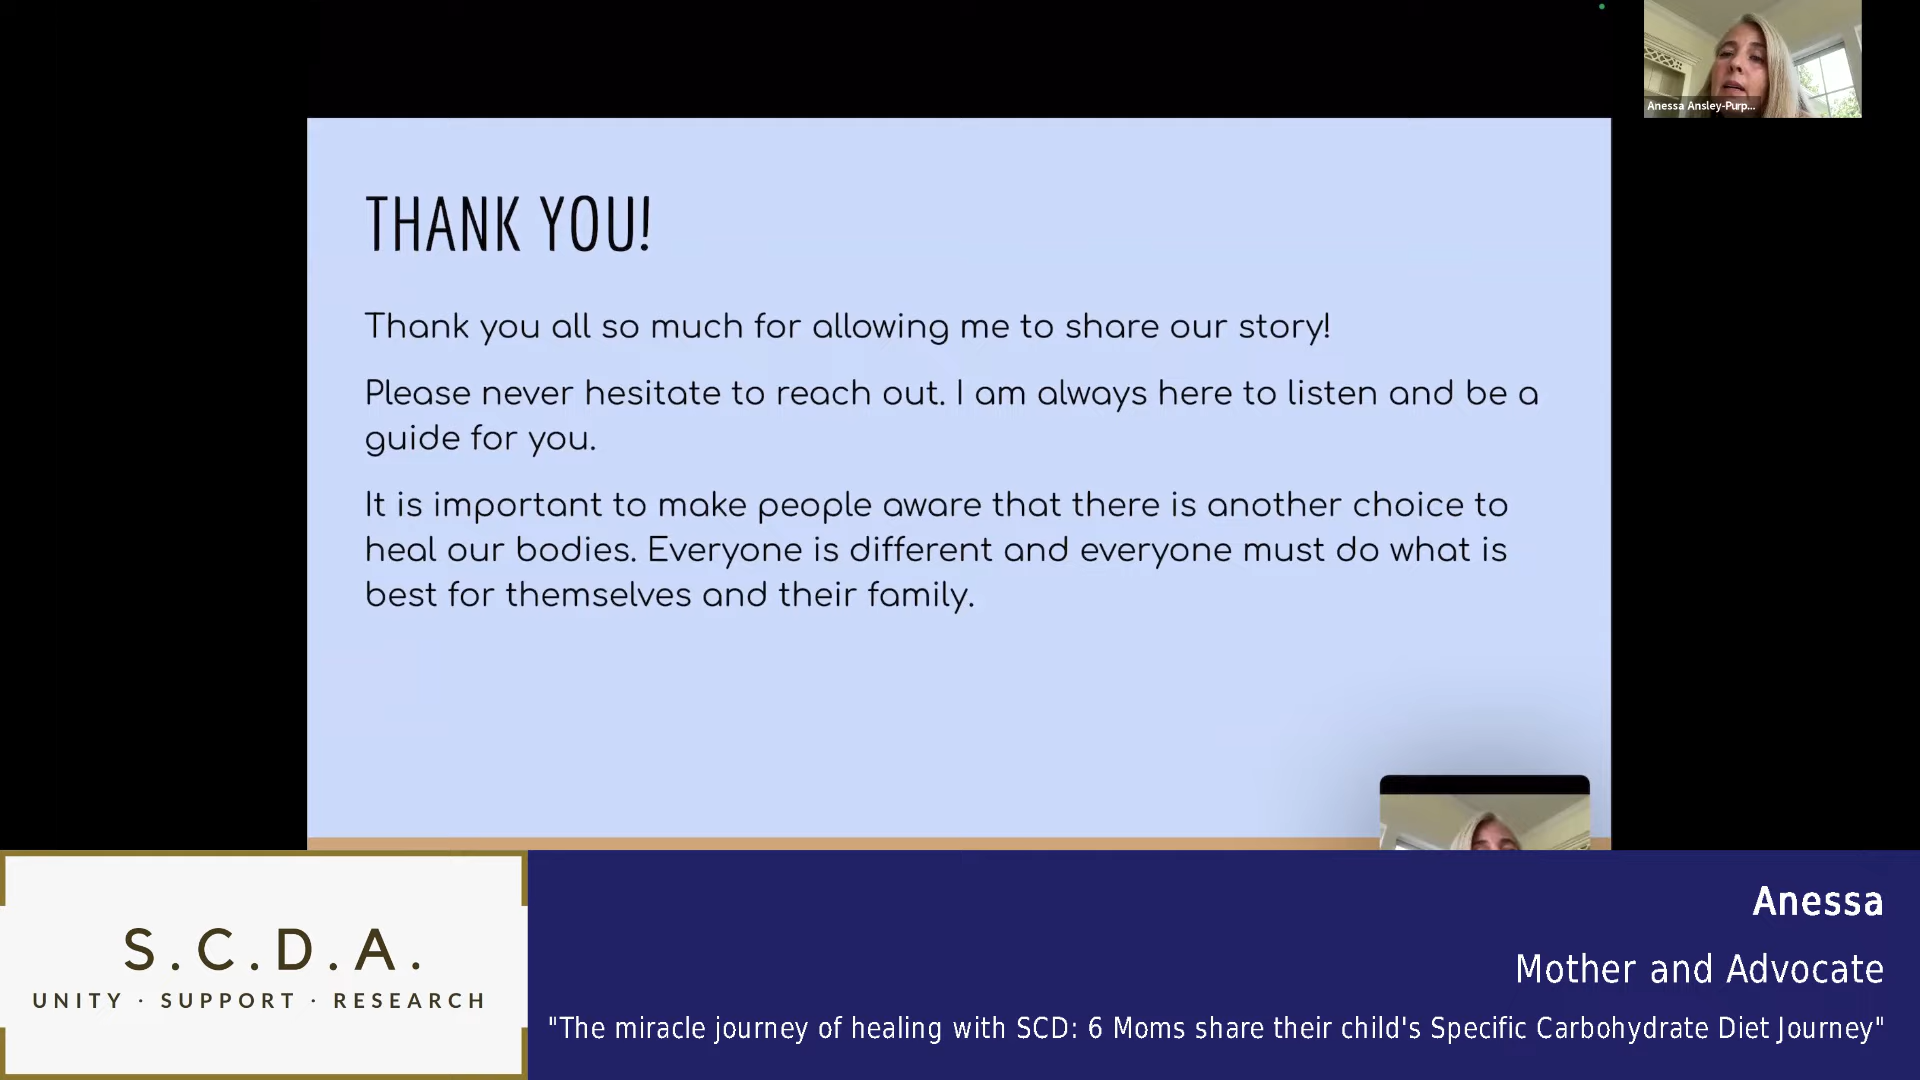 Anessa Ansley-Purp...
THANK YOU!
Thank you all so much for allowing me to share our story!
Please never hesitate to reach out. I am always here to listen and be a
guide for you.
It is important to make people aware that there is another choice to
heal our bodies. Everyone is different and everyone must do what is
best for themselves and their family.
S.C.D.A.
UNITY · SUPPORT · RESEARCH
Anessa
Mother and Advocate
"The miracle journey of healing with SCD: 6 Moms share their child's Specific Carbohydrate Diet Journey"